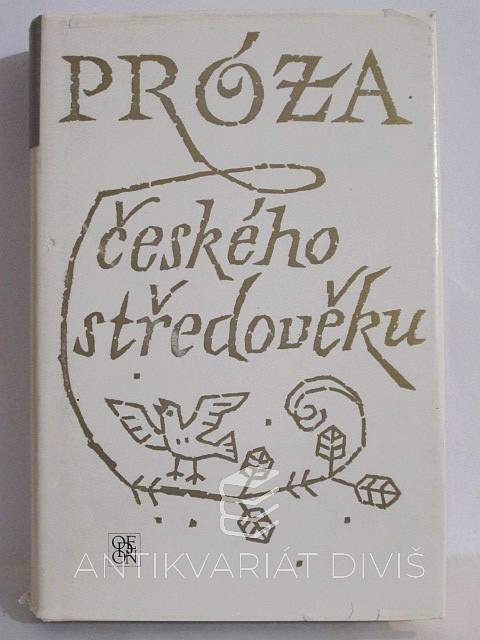 PRÓZA
českého
středověku
ODEON
ANTIKVARIÁT DIVIŠ